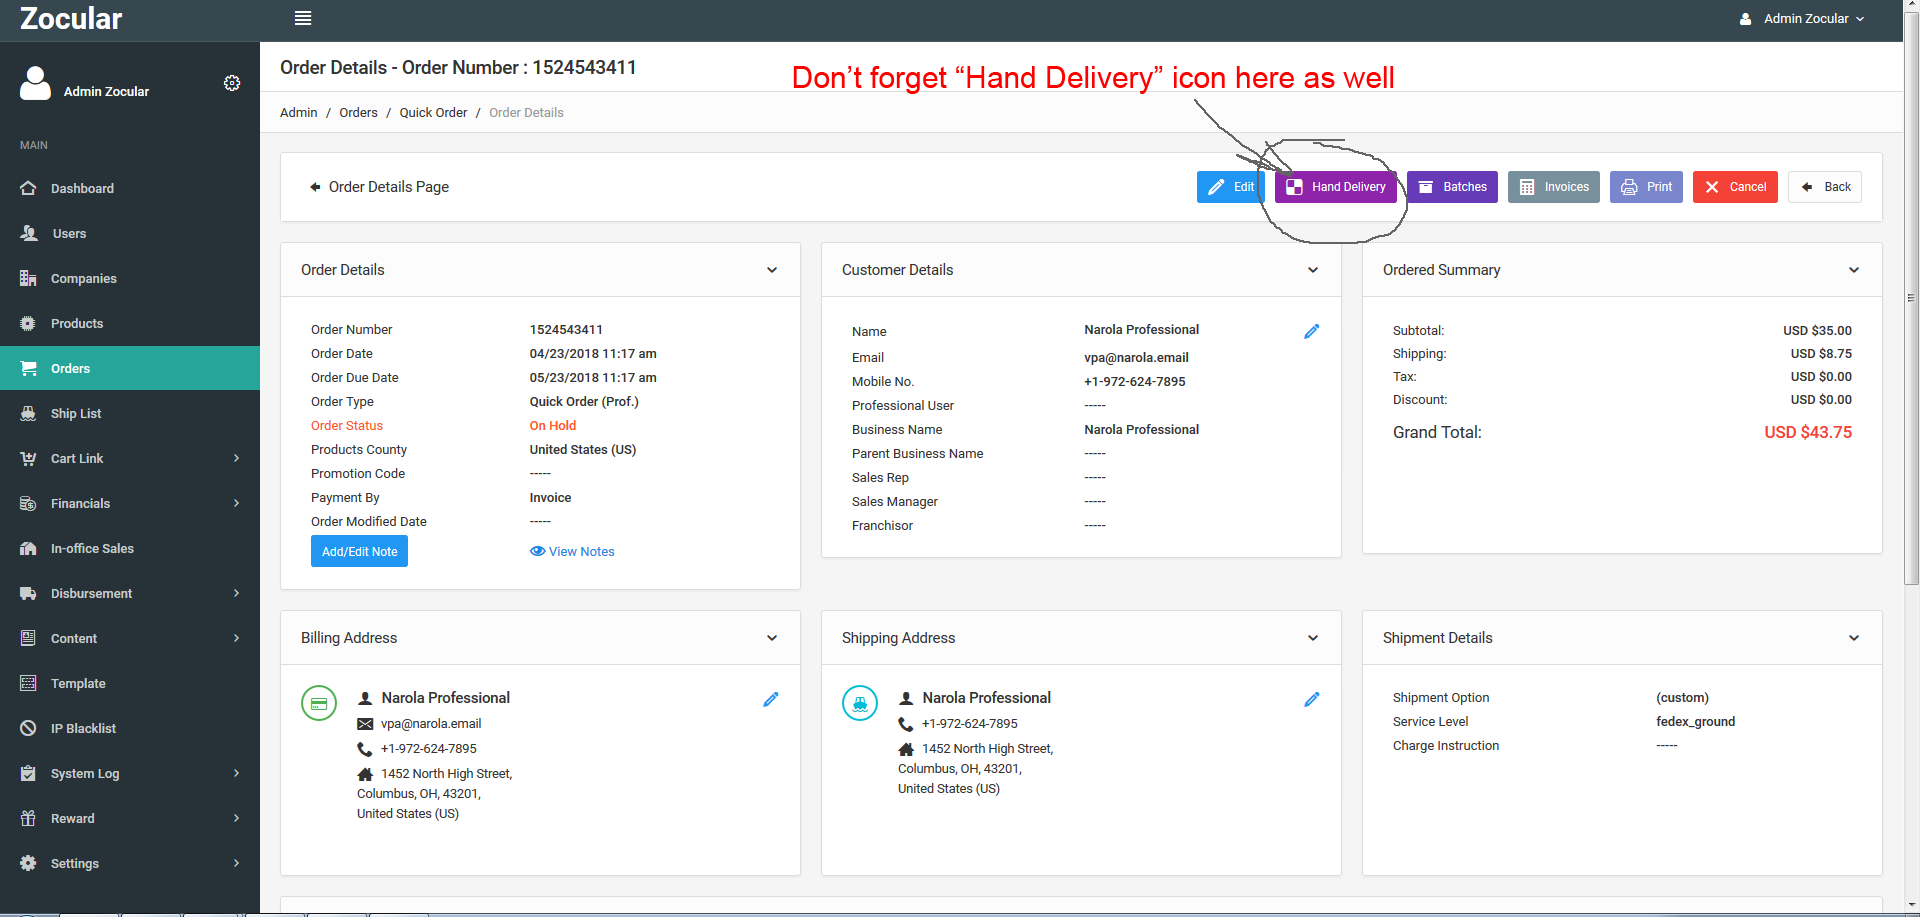 Zocular
Admin Zocular
Admin Zocular
MAIN
Dashboard
Users
Companies
Products
Orders
Ship List
Cart Link
Financials
In-office Sales
Disbursement
Content
Template
IP Blacklist
System Log
Reward
Settings
Order Details - Order Number : 1524543411
Don’t forget “Hand Delivery” icon here as well
Admin / Orders / Quick Order / Order Details
Order Details Page
Edit Hand Delivery Batches Invoices Print Cancel Back
Order Details
Order Number 1524543411
Order Date 04/23/2018 11:17 am
Order Due Date 05/23/2018 11:17 am
Order Type Quick Order (Prof.)
Order Status On Hold
Products County United States (US)
Promotion Code -----
Payment By Invoice
Order Modified Date -----
Add/Edit Note View Notes
Customer Details
Name Narola Professional
Email vpa@narola.email
Mobile No. +1-972-624-7895
Professional User -----
Business Name Narola Professional
Parent Business Name -----
Sales Rep -----
Sales Manager -----
Franchisor -----
Ordered Summary
Subtotal: USD $35.00
Shipping: USD $8.75
Tax: USD $0.00
Discount: USD $0.00
Grand Total: USD $43.75
Billing Address
Narola Professional
vpa@narola.email
+1-972-624-7895
1452 North High Street,
Columbus, OH, 43201,
United States (US)
Shipping Address
Narola Professional
+1-972-624-7895
1452 North High Street,
Columbus, OH, 43201,
United States (US)
Shipment Details
Shipment Option (custom)
Service Level fedex_ground
Charge Instruction -----